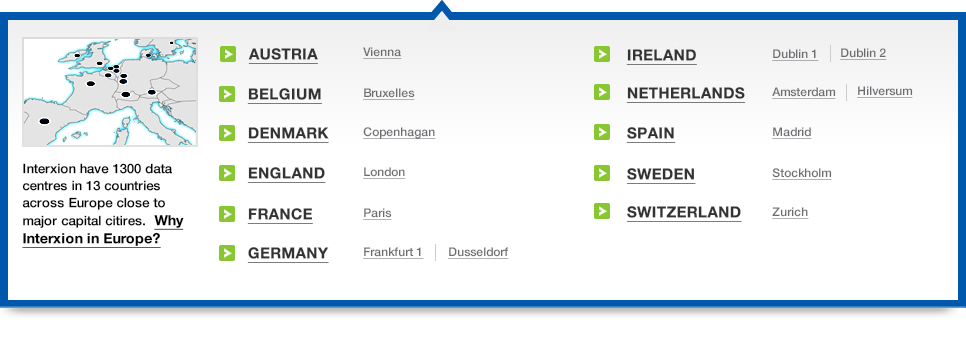 AUSTRIA Vienna
BELGIUM Bruxelles
DENMARK Copenhagan
ENGLAND London
FRANCE Paris
GERMANY Frankfurt 1 Dusseldorf
IRELAND Dublin 1 Dublin 2
NETHERLANDS Amsterdam Hilversum
SPAIN Madrid
SWEDEN Stockholm
SWITZERLAND Zurich
Interxion have 1300 data
centres in 13 countries
across Europe close to
major capital citires. Why
Interxion in Europe?